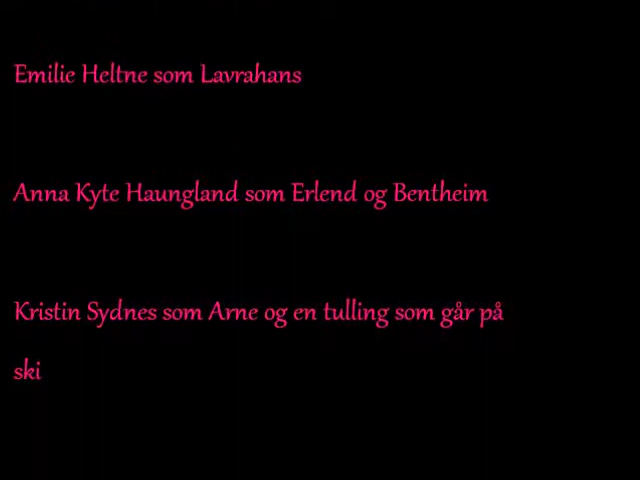 Emilie Heltne som Lavrahans
Anna Kyte Haungland som Erlend og Bentheim
Kristin Sydnes som Arne og en tulling som går på
ski